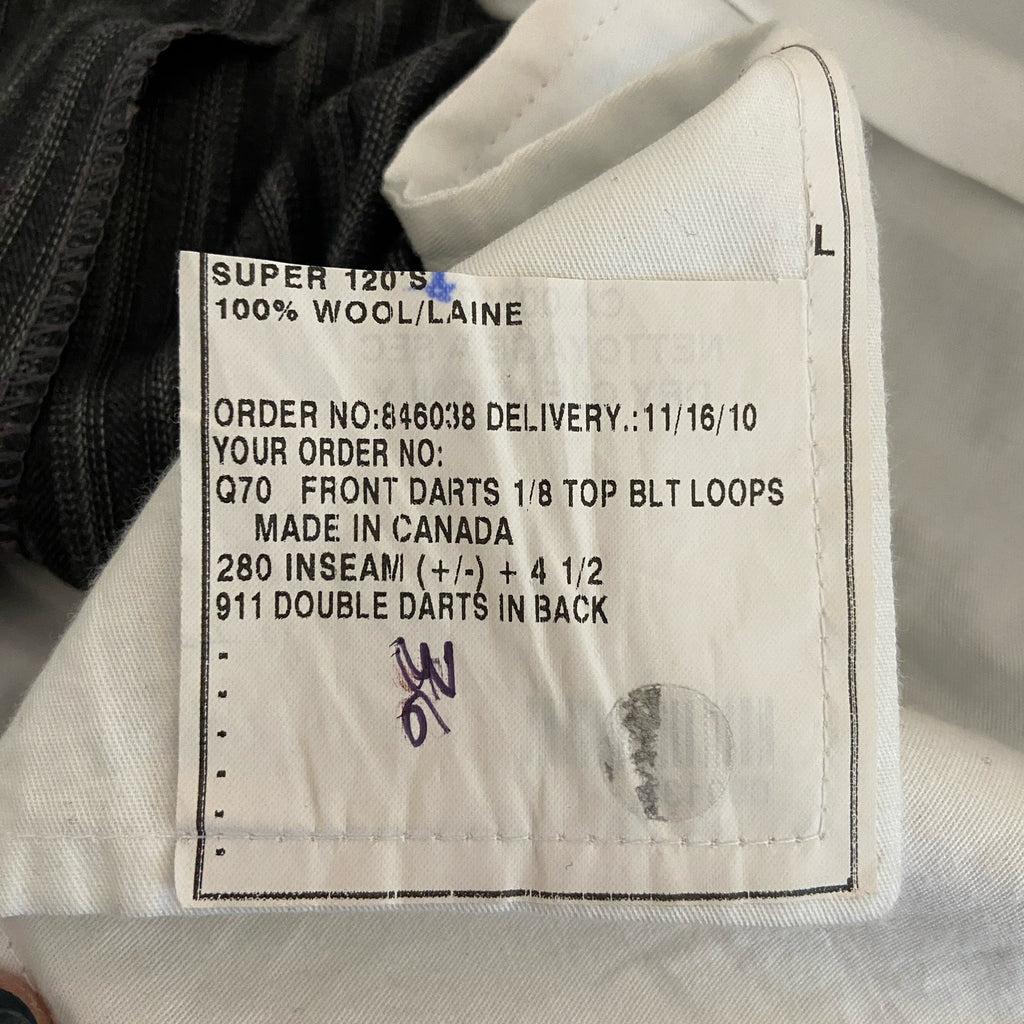 L
SUPER 120'S
100% WOOL/LAINE
ORDER NO:846038 DELIVERY.:11/16/10
YOUR ORDER NO:
Q70 FRONT DARTS 1/8 TOP BLT LOOPS
MADE IN CANADA
280 INSEAM (+/-) + 4 1/2
911 DOUBLE DARTS IN BACK